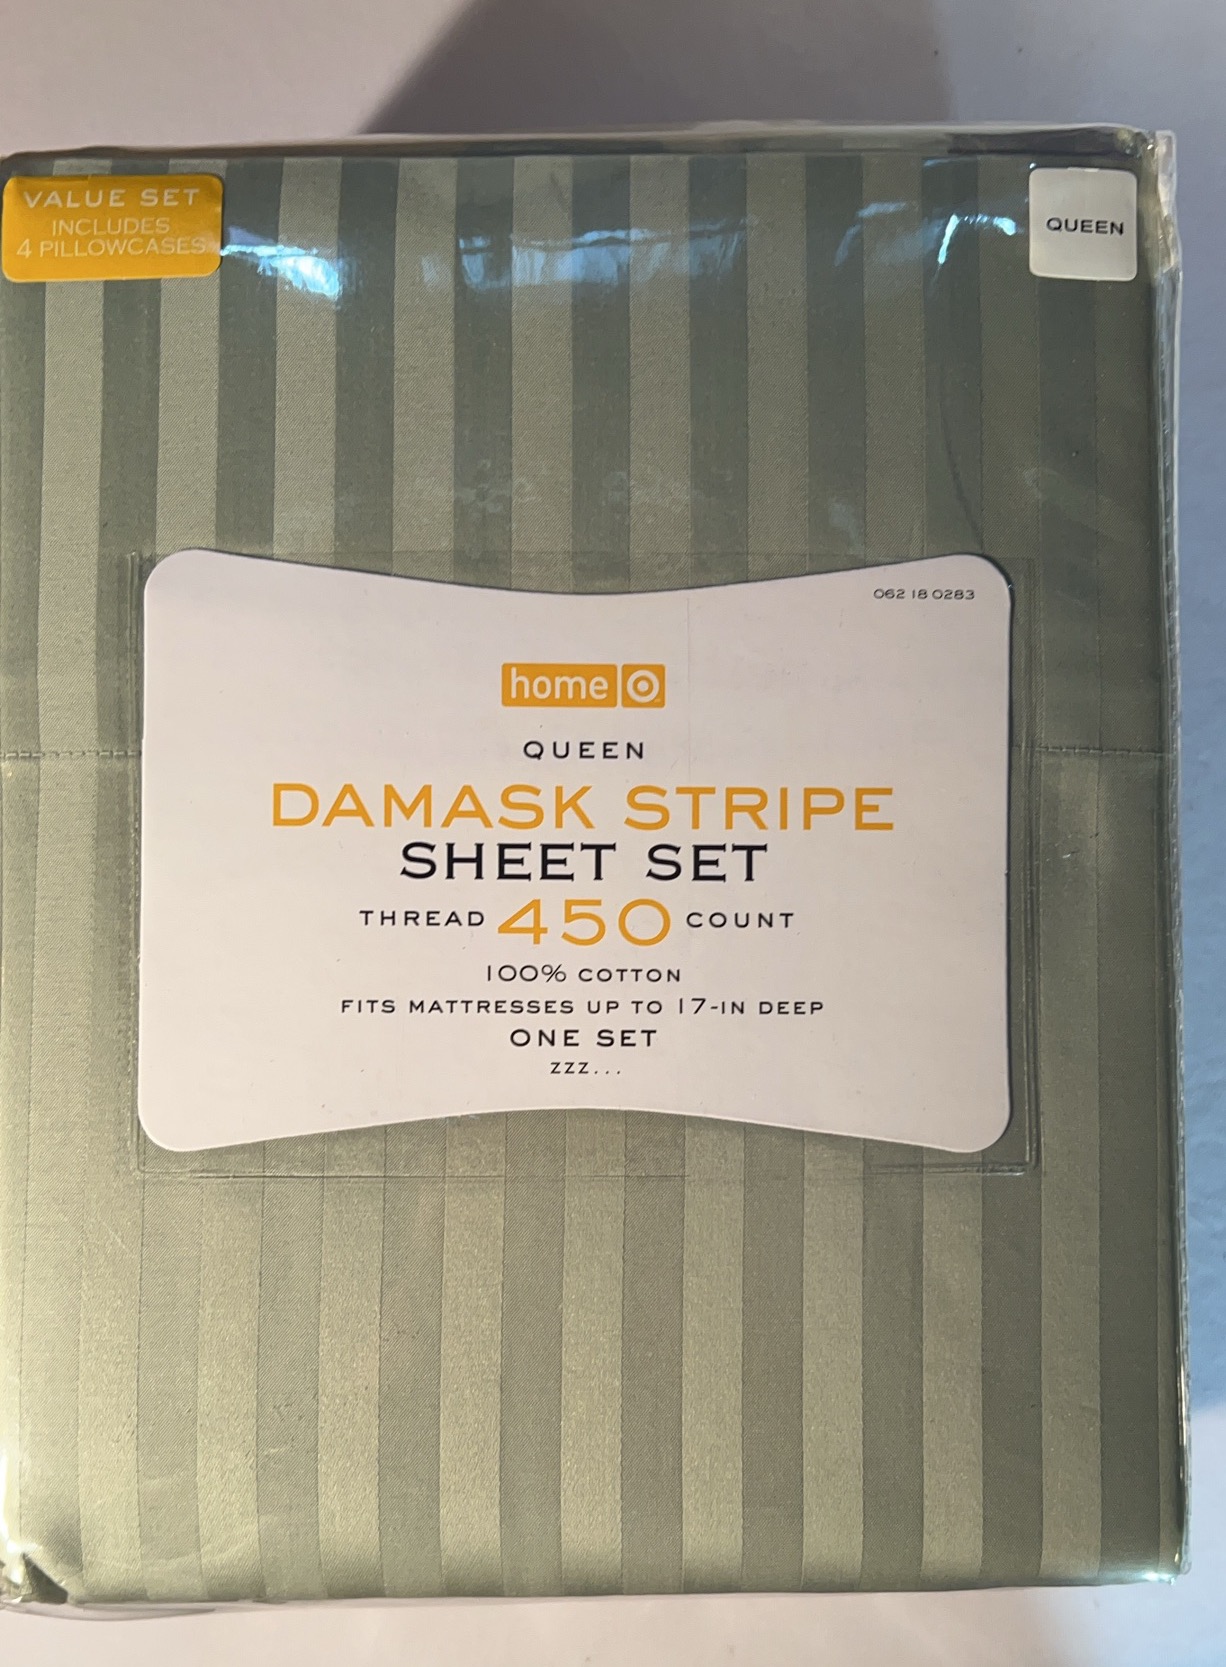 VALUE SET
INCLUDES
4 PILLOWCASES
QUEEN
062 18 0283
home
QUEEN
DAMASK STRIPE
SHEET SET
THREAD 450 COUNT
100% COTTON
FITS MATTRESSES UP TO 17-IN DEEP
ONE SET
ZZZ...